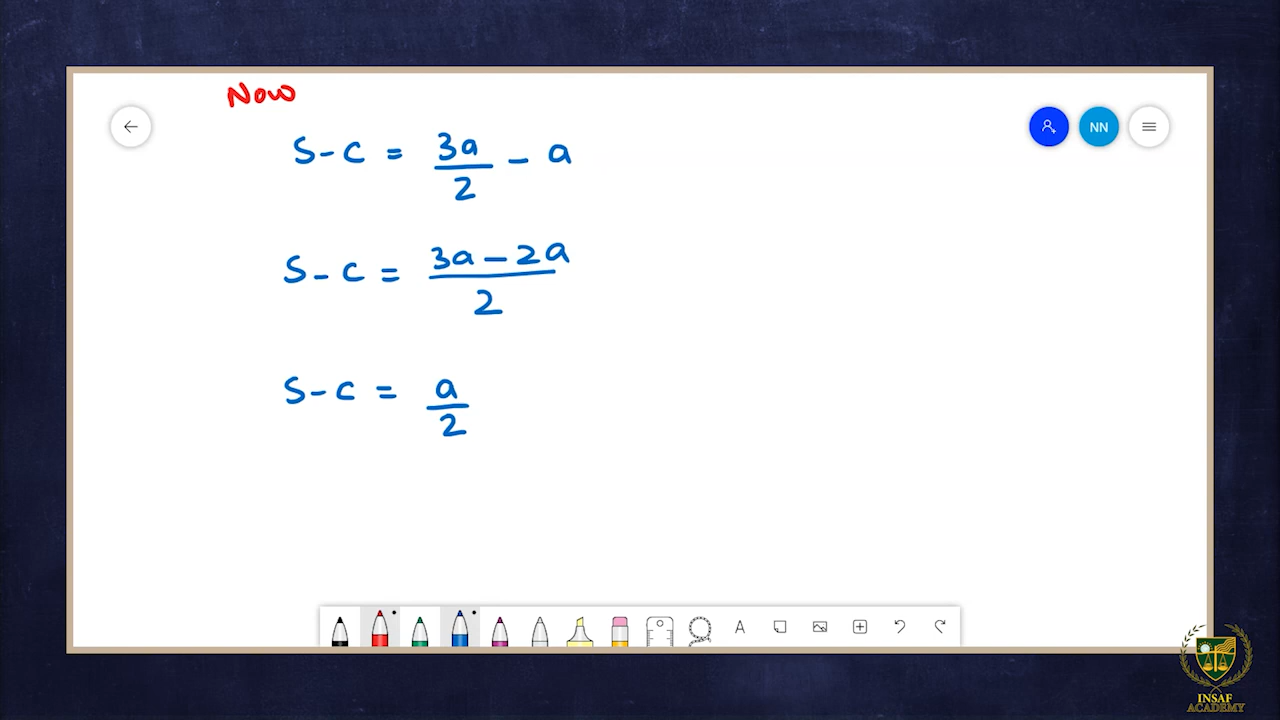 Now
S-C = 3a/2 - a
S-C = 3a-2a/2
S-C = a/2
NN
A
INSAF
ACADEMY